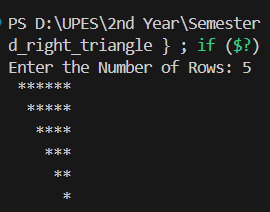 PS D:\UPES\2nd Year\Semester
d_right_triangle } ; if ($?)
Enter the Number of Rows: 5
 ******
  *****
   ****
    ***
     **
      *